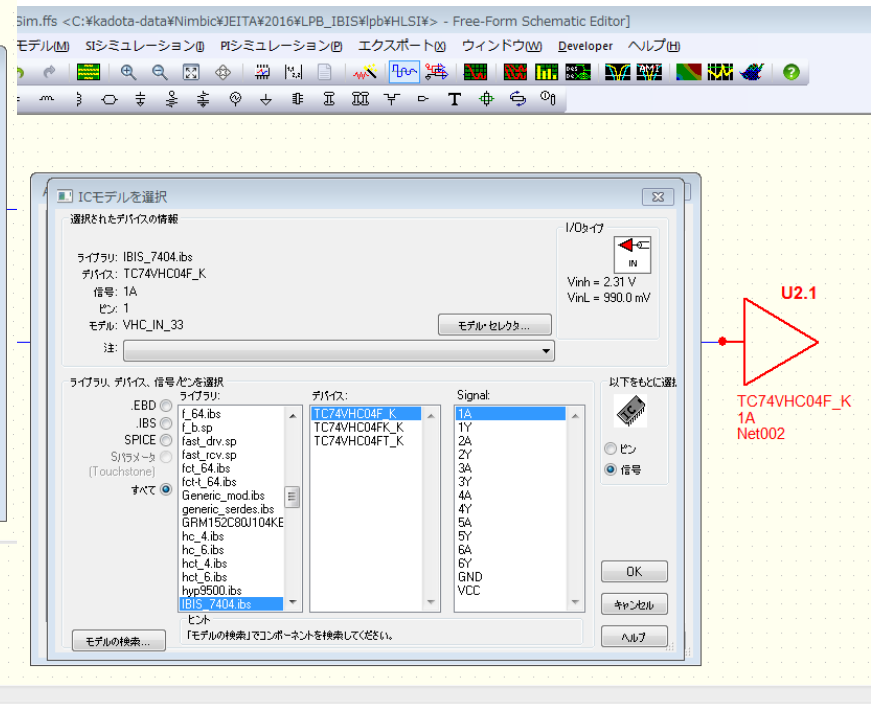 Sim.ffs <C:¥kadota-data¥Nimbic¥JEITA¥2016¥LPB_IBIS¥lpb¥HLSI¥> - Free-Form Schematic Editor]
モデル(M) SIシミュレーション(I) PIシミュレーション(P) エクスポート(X) ウィンドウ(W) Developer ヘルプ(H)
ICモデルを選択
選択されたデバイスの情報
I/Oタイプ
IN
ライブラリ: IBIS_7404.ibs
デバイス: TC74VHC04F_K
信号: 1A
ピン: 1
モデル: VHC_IN_33
Vinh = 2.31 V
VinL = 990.0 mV
モデル・セレクタ...
注:
ライブラリ、デバイス、信号/ピンを選択
以下をもとに選択
.EBD
.IBS
SPICE
Sパラメータ
(Touchstone)
すべて
ライブラリ:
f_64.ibs
f_b.sp
fast_drv.sp
fast_rcv.sp
fct_64.ibs
fct-t_64.ibs
Generic_mod.ibs
generic_serdes.ibs
GRM152C80J104KE
hc_4.ibs
hc_6.ibs
hct_4.ibs
hct_6.ibs
hyp9500.ibs
IBIS_7404.ibs
デバイス:
TC74VHC04F_K
TC74VHC04FK_K
TC74VHC04FT_K
Signal:
1A
1Y
2A
2Y
3A
3Y
4A
4Y
5A
5Y
6A
6Y
GND
VCC
ピン
信号
OK
キャンセル
ヘルプ
モデルの検索...
ヒント
「モデルの検索」でコンポーネントを検索してください。
U2.1
TC74VHC04F_K
1A
Net002